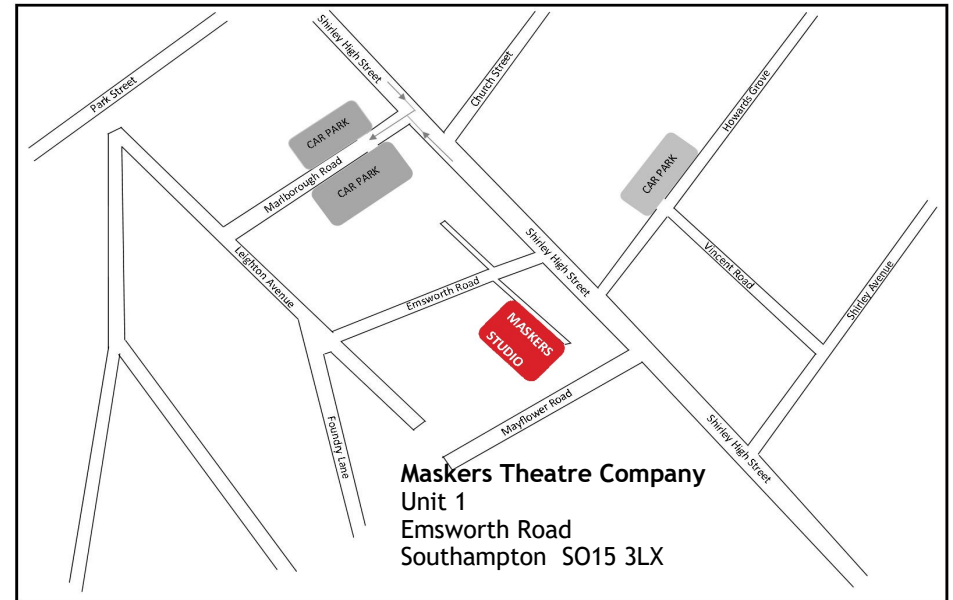 Shirley High Street
Park Street
Church Street
Howards Grove
CAR PARK
Marlborough Road
CAR PARK
CAR PARK
Leighton Avenue
Emsworth Road
Shirley High Street
Vincent Road
Shirley Avenue
MASKERS
STUDIO
Mayflower Road
Foundry Lane
Shirley High Street
Maskers Theatre Company
Unit 1
Emsworth Road
Southampton SO15 3LX